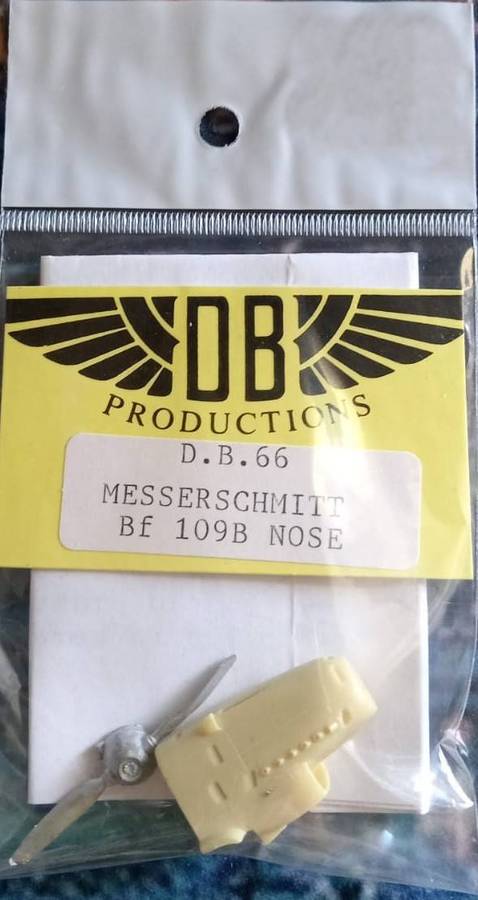 DB
PRODUCTIONS
D.B.66
MESSERSCHMITT
Bf 109B NOSE